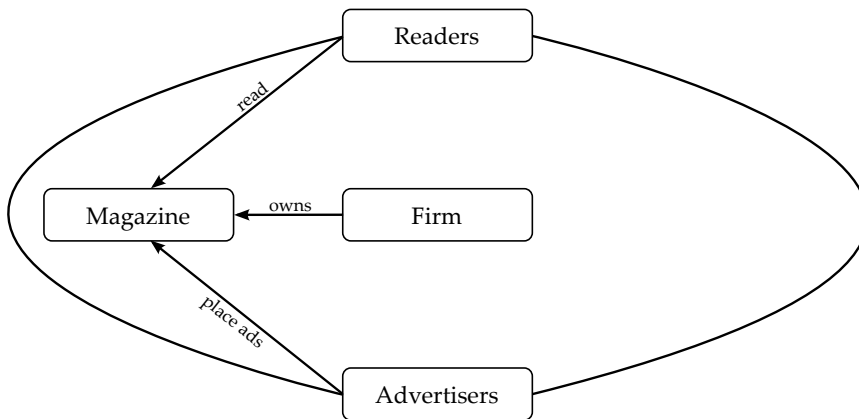 Readers
read
Magazine
owns
Firm
place ads
Advertisers